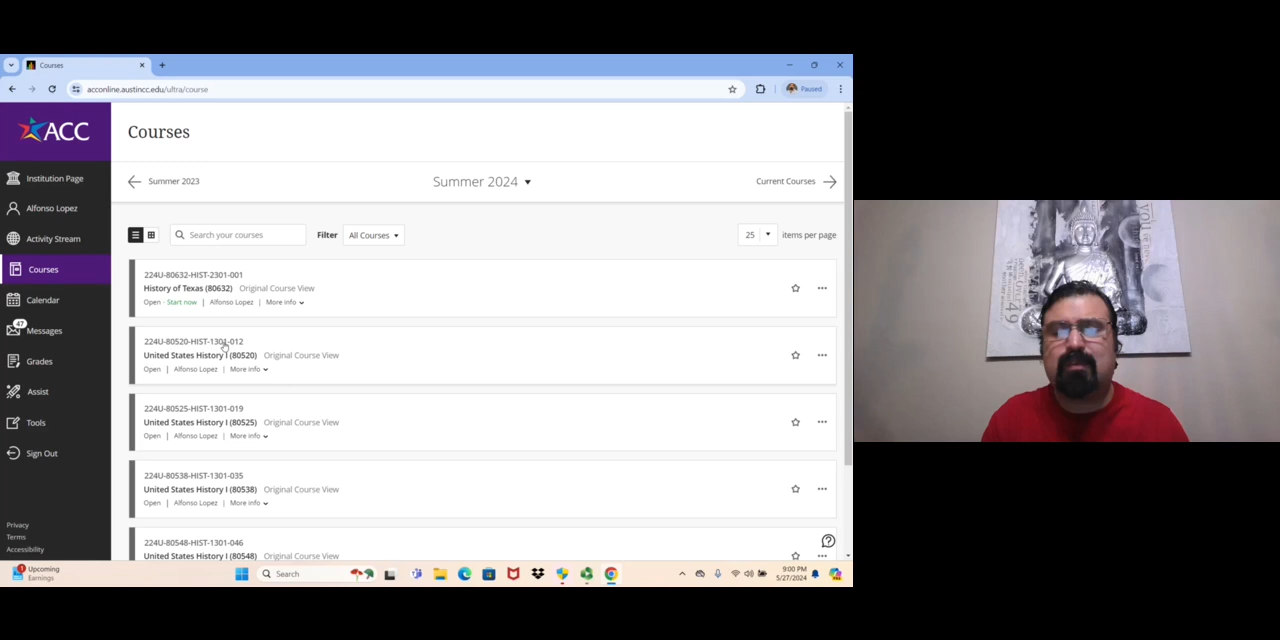 Courses
acconline.austincc.edu/ultra/course
Paused
ACC
Institution Page
Alfonso Lopez
Activity Stream
Courses
Calendar
47
Messages
Grades
Assist
Tools
Sign Out
Privacy
Terms
Accessibility
Courses
Summer 2023
Summer 2024
Current Courses
Search your courses
Filter
All Courses
25
items per page
224U-80632-HIST-2301-001
History of Texas (80632) Original Course View
Open · Start now | Alfonso Lopez | More info
224U-80520-HIST-1301-012
United States History I (80520) Original Course View
Open | Alfonso Lopez | More info
224U-80525-HIST-1301-019
United States History I (80525) Original Course View
Open | Alfonso Lopez | More info
224U-80538-HIST-1301-035
United States History I (80538) Original Course View
Open | Alfonso Lopez | More info
224U-80548-HIST-1301-046
United States History I (80548) Original Course View
1
Upcoming
Earnings
Search
9:00 PM
5/27/2024
you
49